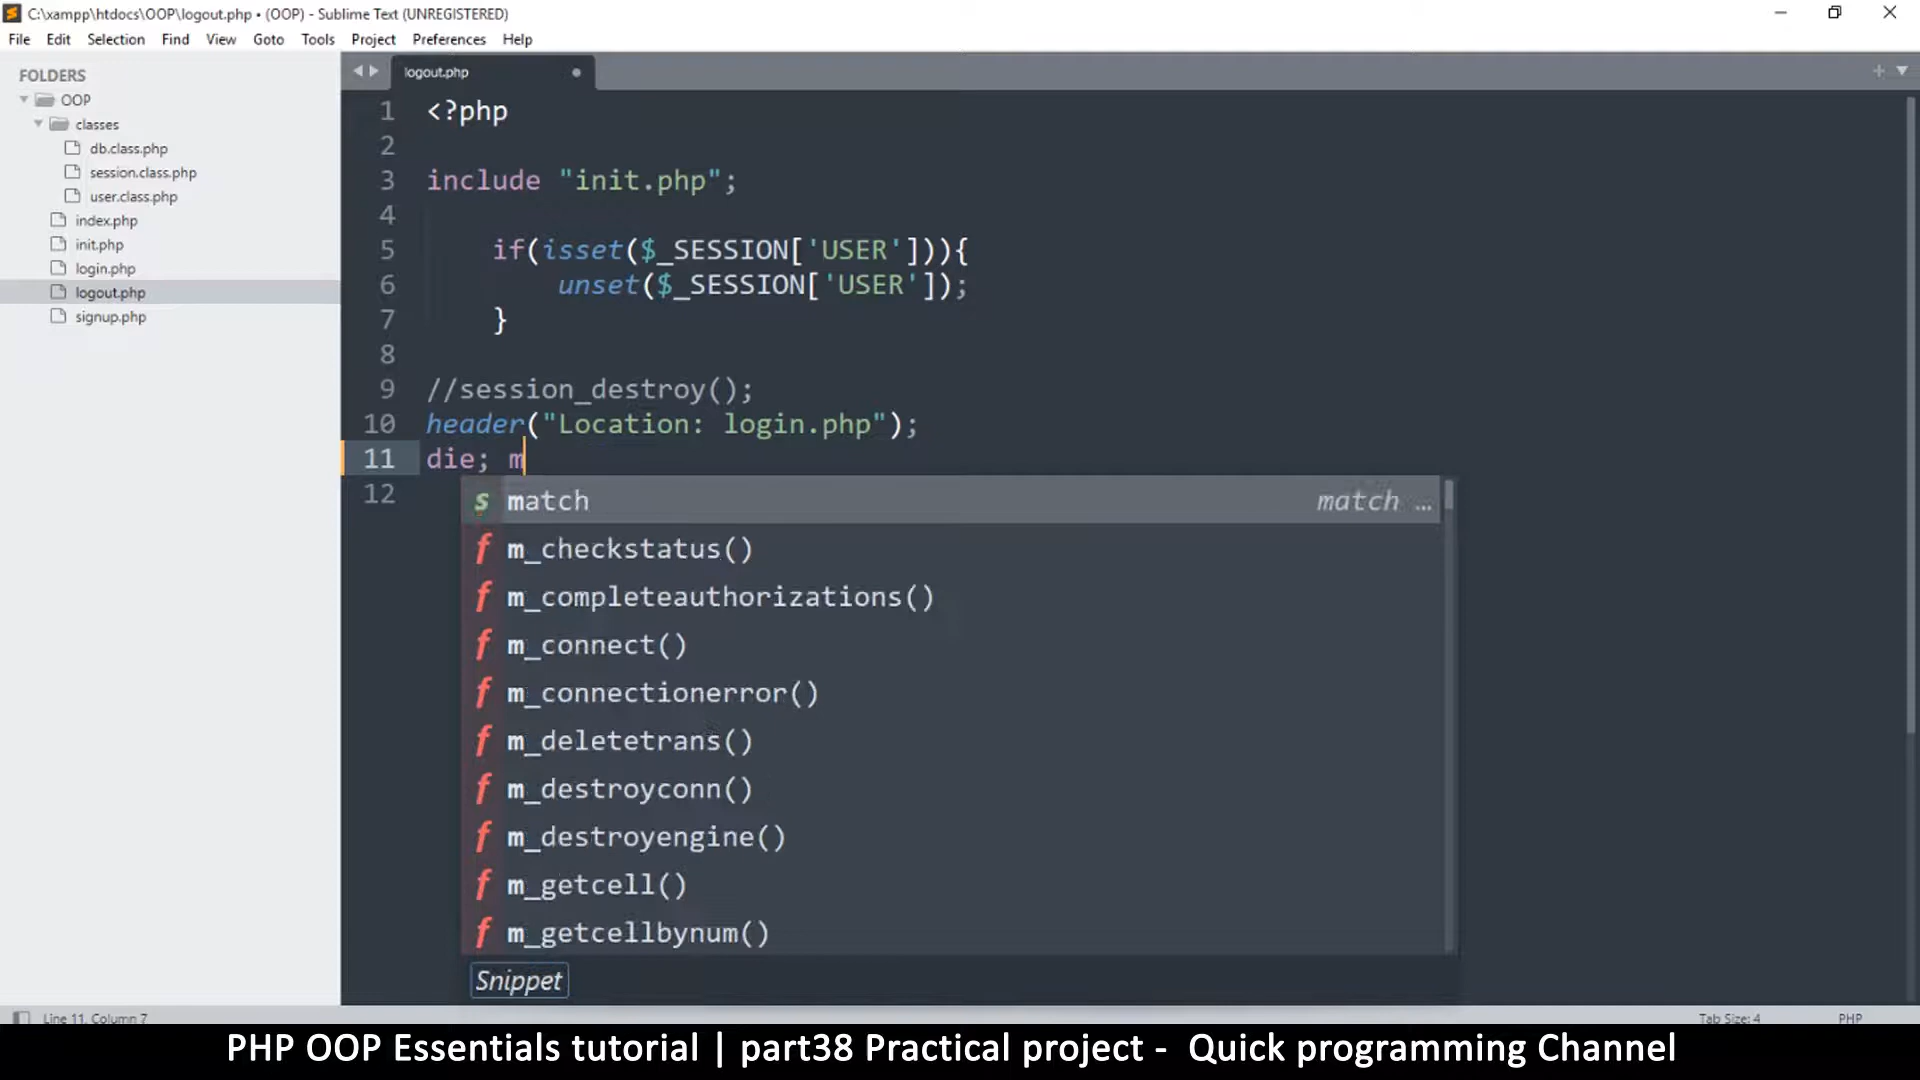 C:\xampp\htdocs\OOP\logout.php • (OOP) - Sublime Text (UNREGISTERED)
File Edit Selection Find View Goto Tools Project Preferences Help
FOLDERS
OOP
classes
db.class.php
session.class.php
user.class.php
index.php
init.php
login.php
logout.php
signup.php
logout.php
1 <?php
2
3 include "init.php";
4
5 if(isset($_SESSION['USER'])){
6 unset($_SESSION['USER']);
7 }
8
9 //session_destroy();
10 header("Location: login.php");
11 die; m
12
s match match ...
f m_checkstatus()
f m_completeauthorizations()
f m_connect()
f m_connectionerror()
f m_deletetrans()
f m_destroyconn()
f m_destroyengine()
f m_getcell()
f m_getcellbynum()
Snippet
Line 11, Column 7 Tab Size: 4 PHP
PHP OOP Essentials tutorial | part38 Practical project - Quick programming Channel